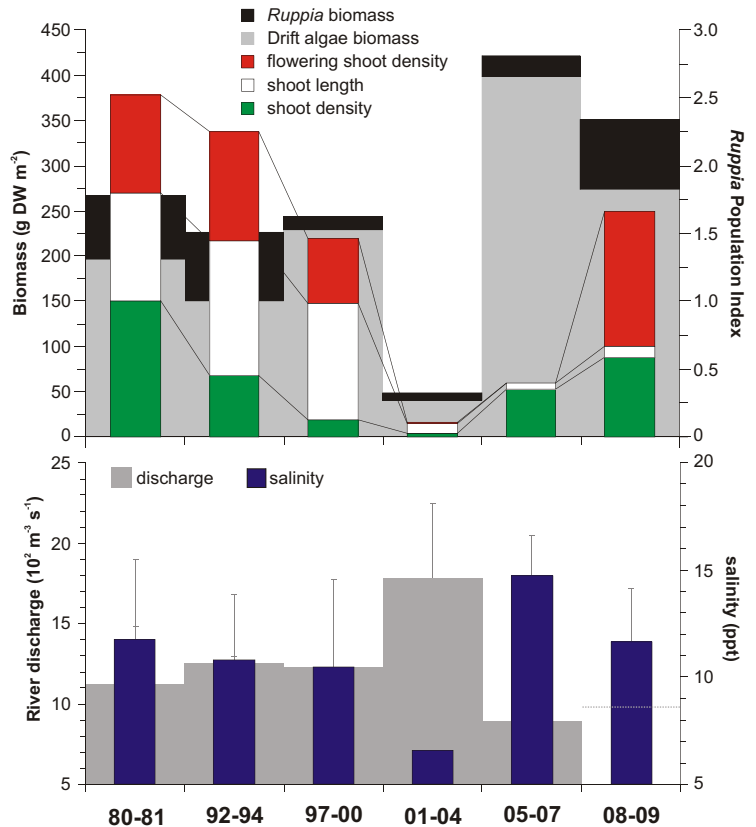 Ruppia biomass
Drift algae biomass
flowering shoot density
shoot length
shoot density
Biomass (g DW m-2)
450
400
350
300
250
200
150
100
50
0
3.0
2.5
2.0
1.5
1.0
0.5
0
Ruppia Population Index
discharge
salinity
River discharge (10² m-3 s-1)
25
20
15
10
5
20
15
10
5
salinity (ppt)
80-81 92-94 97-00 01-04 05-07 08-09